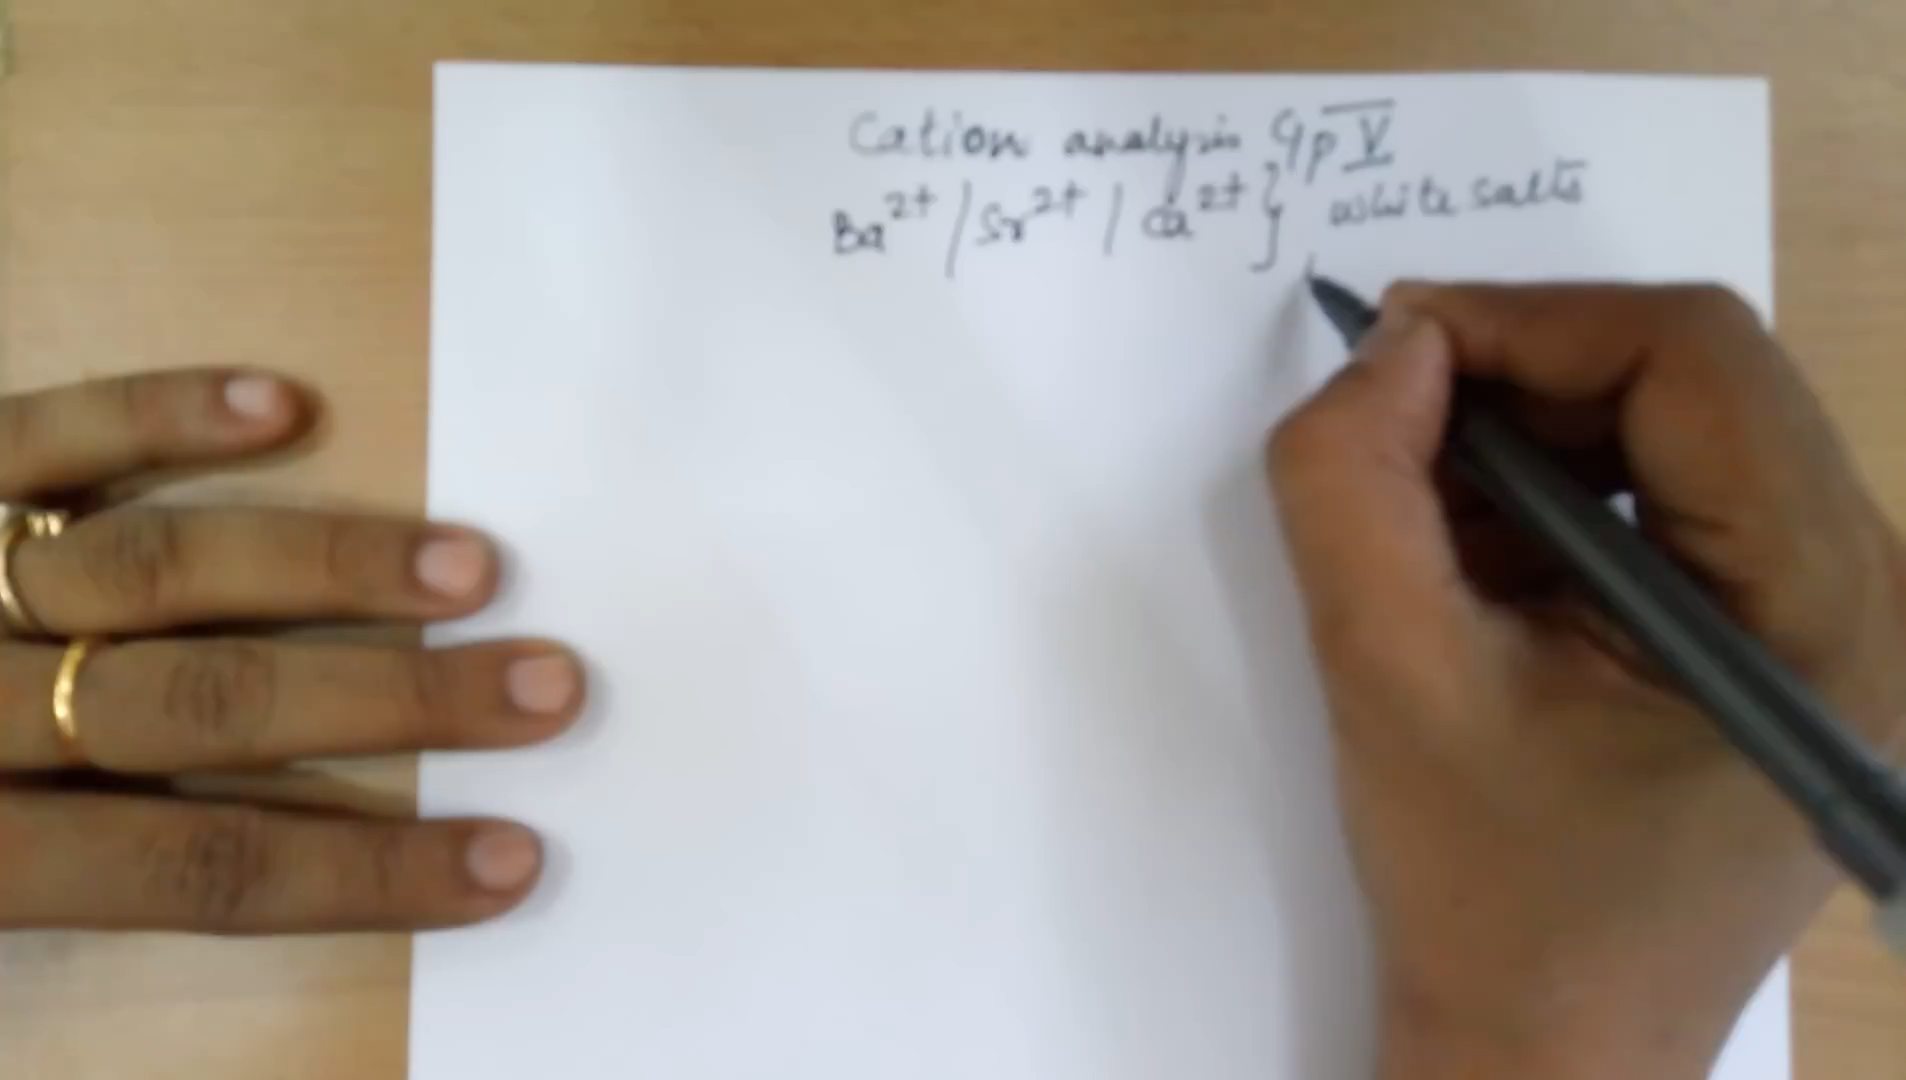 Cation analysis Gp V
Ba²⁺ / Sr²⁺ / Ca²⁺ } white salts